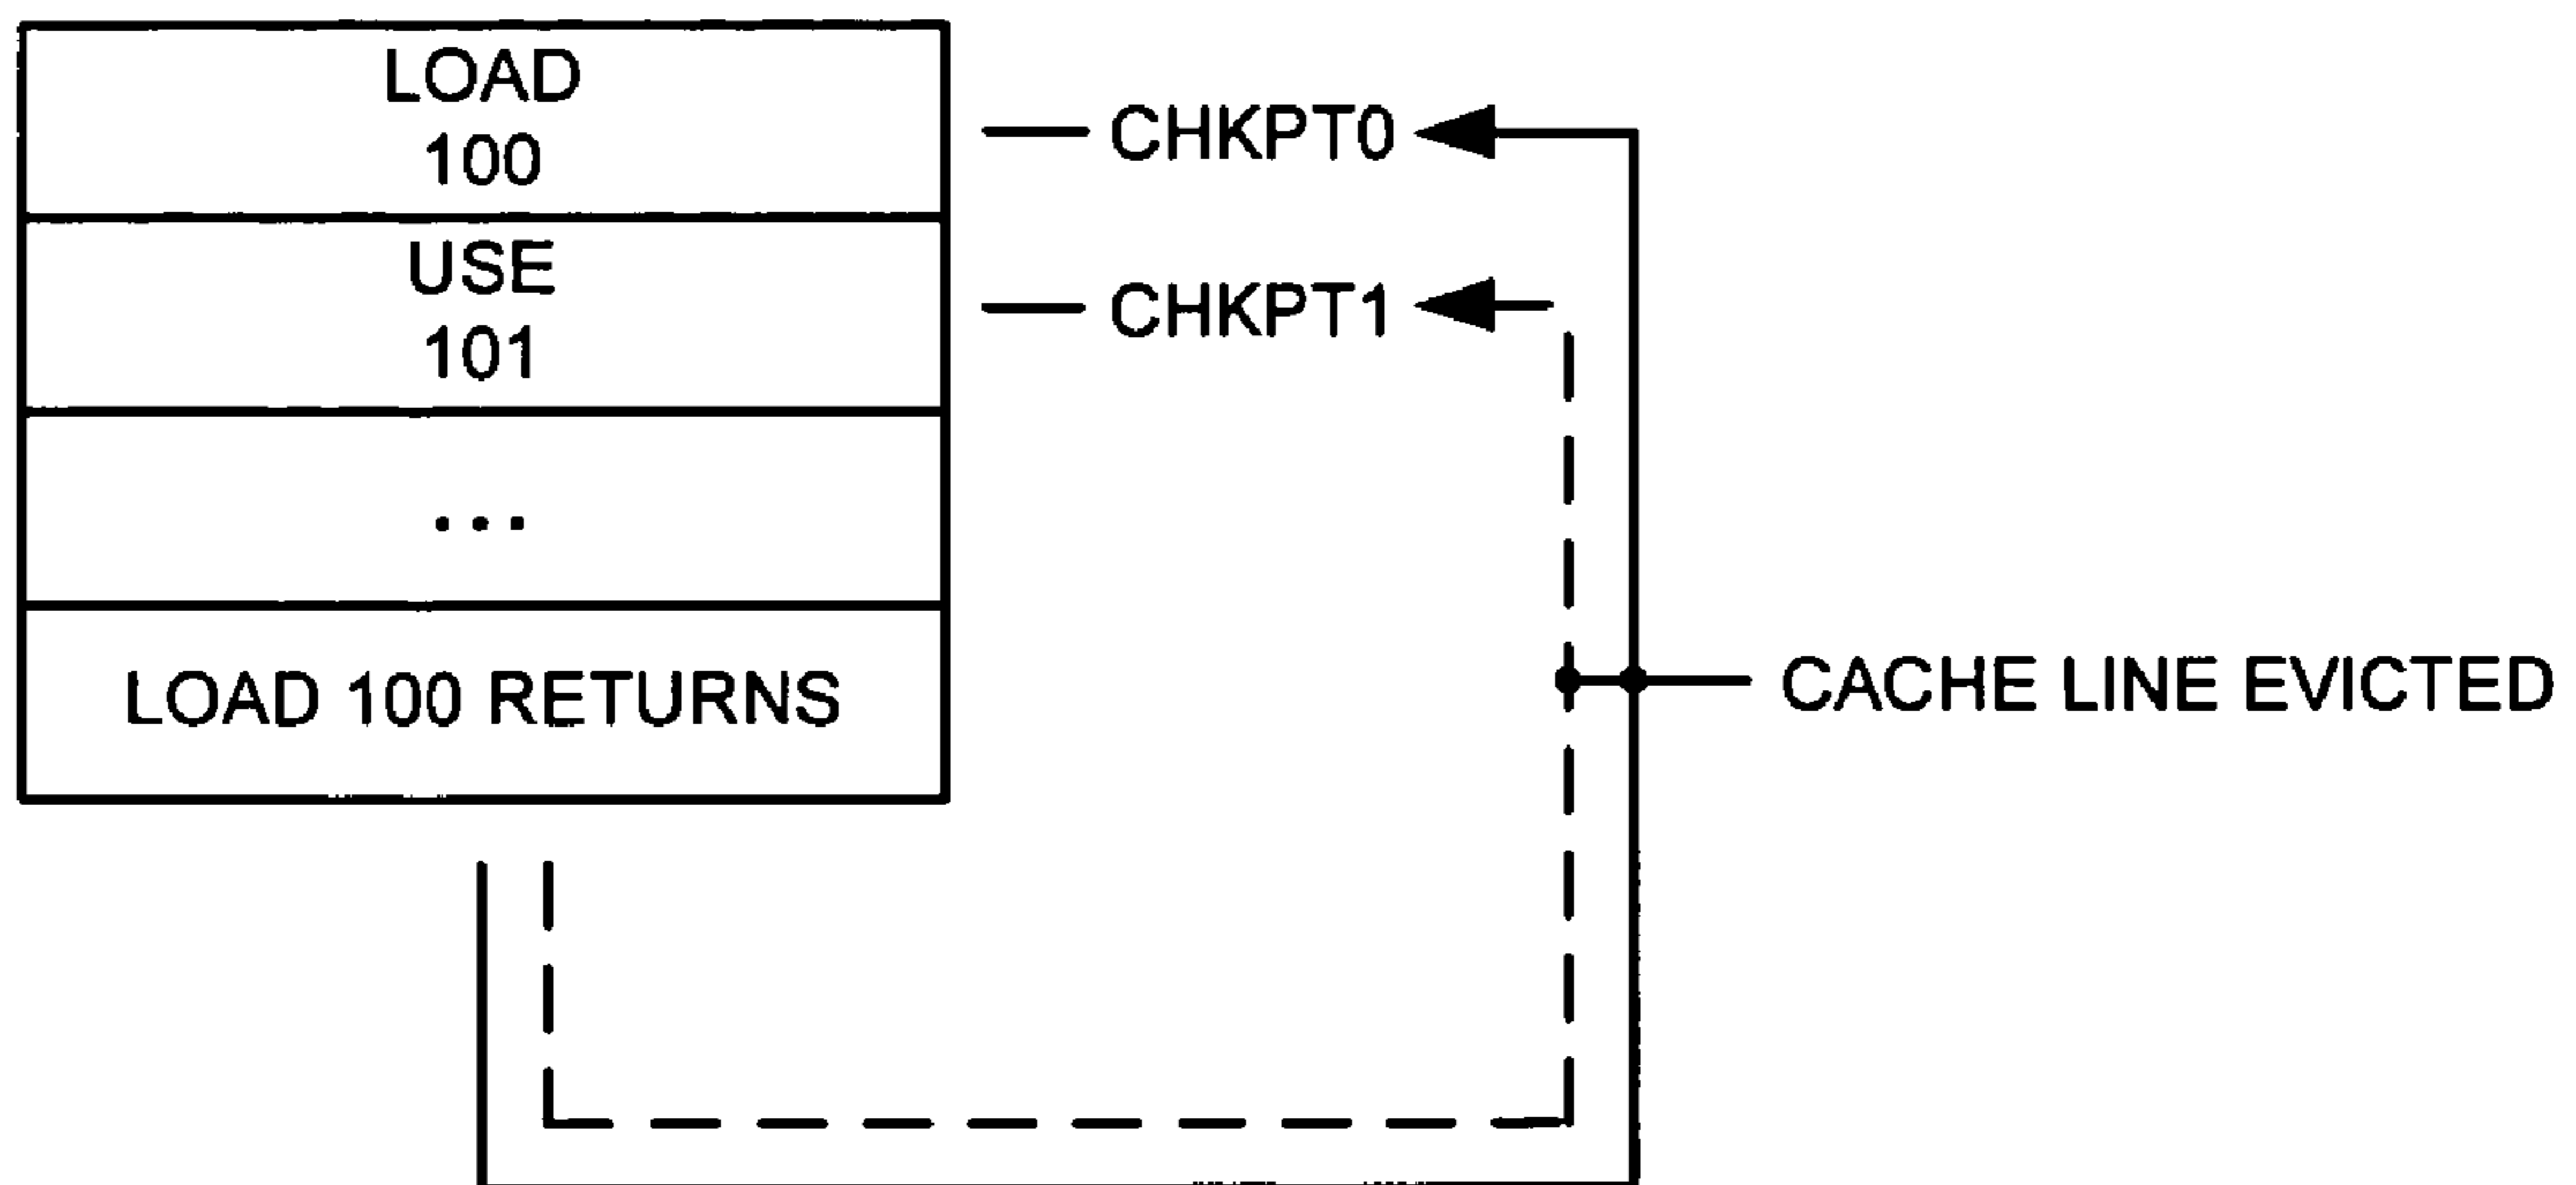 LOAD
100
CHKPT0
USE
101
CHKPT1
...
LOAD 100 RETURNS
CACHE LINE EVICTED